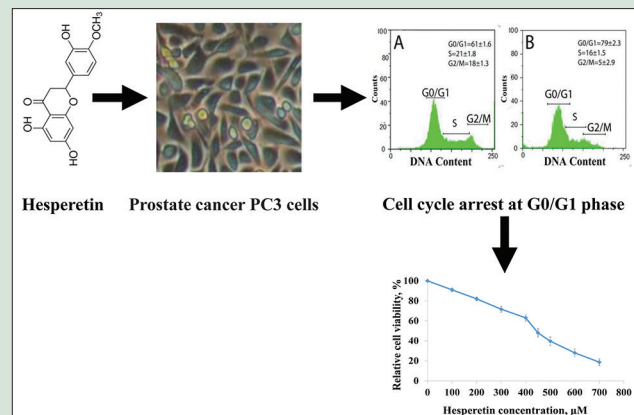 OH
OCH₃
O
O
OH
HO
Hesperetin
Prostate cancer PC3 cells
A
G0/G1=61±1.6
S=21±1.8
G2/M=18±1.3
Counts
100
80
60
40
20
0
G0/G1
S
G2/M
0
250
DNA Content
B
G0/G1=79±2.3
S=16±1.5
G2/M=5±2.9
Counts
100
80
60
40
20
0
G0/G1
S
G2/M
0
250
DNA Content
Cell cycle arrest at G0/G1 phase
Relative cell viability, %
100
80
60
40
20
0
0 100 200 300 400 500 600 700 800
Hesperetin concentration, µM